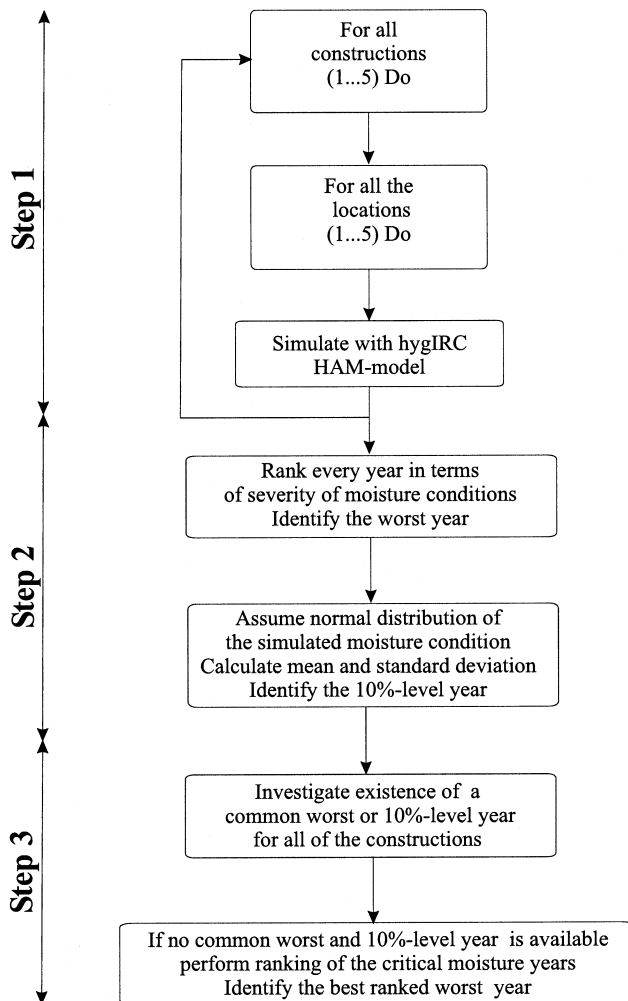 Step 1
For all
constructions
(1...5) Do
For all the
locations
(1...5) Do
Simulate with hygIRC
HAM-model
Step 2
Rank every year in terms
of severity of moisture conditions
Identify the worst year
Assume normal distribution of
the simulated moisture condition
Calculate mean and standard deviation
Identify the 10%-level year
Step 3
Investigate existence of a
common worst or 10%-level year
for all of the constructions
If no common worst and 10%-level year is available
perform ranking of the critical moisture years
Identify the best ranked worst year